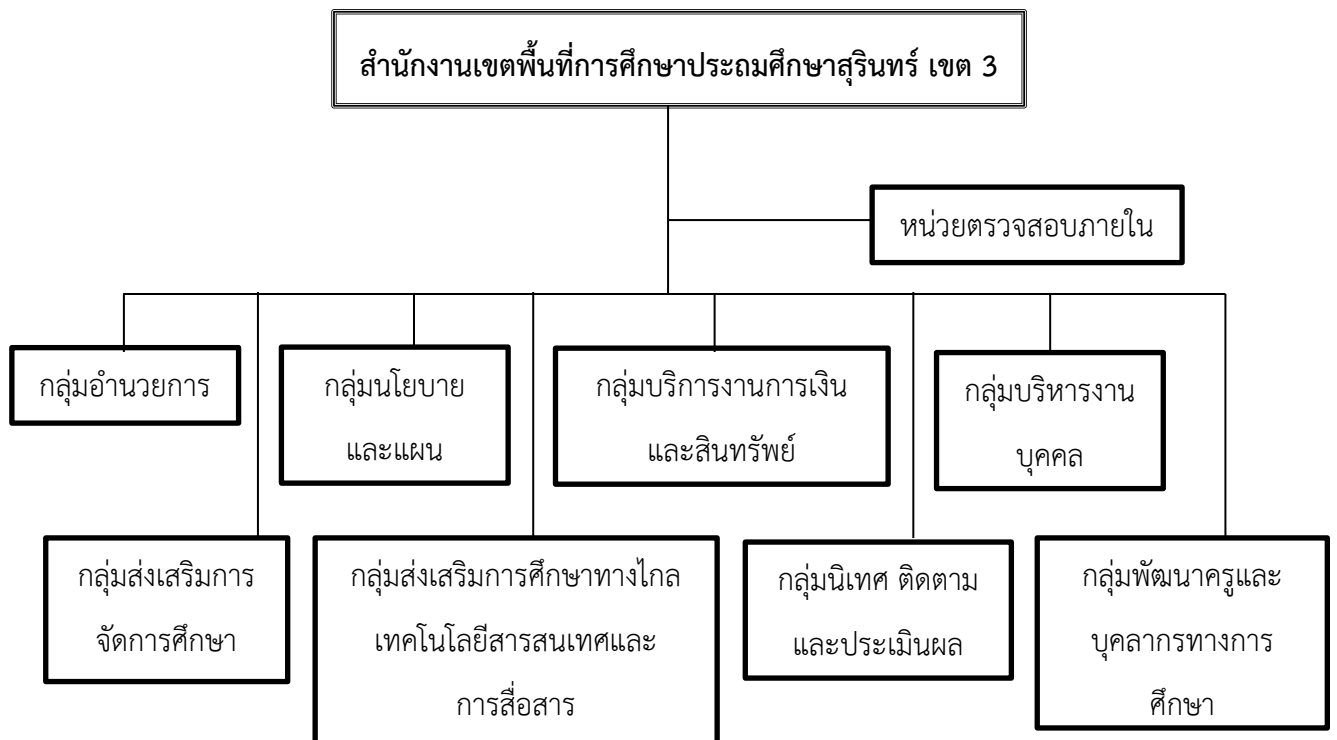 สำนักงานเขตพื้นที่การศึกษาประถมศึกษาสุรินทร์ เขต 3
หน่วยตรวจสอบภายใน
กลุ่มอำนวยการ
กลุ่มนโยบาย
และแผน
กลุ่มบริการงานการเงิน
และสินทรัพย์
กลุ่มบริหารงาน
บุคคล
กลุ่มส่งเสริมการ
จัดการศึกษา
กลุ่มส่งเสริมการศึกษาทางไกล
เทคโนโลยีสารสนเทศและ
การสื่อสาร
กลุ่มนิเทศ ติดตาม
และประเมินผล
กลุ่มพัฒนาครูและ
บุคลากรทางการ
ศึกษา